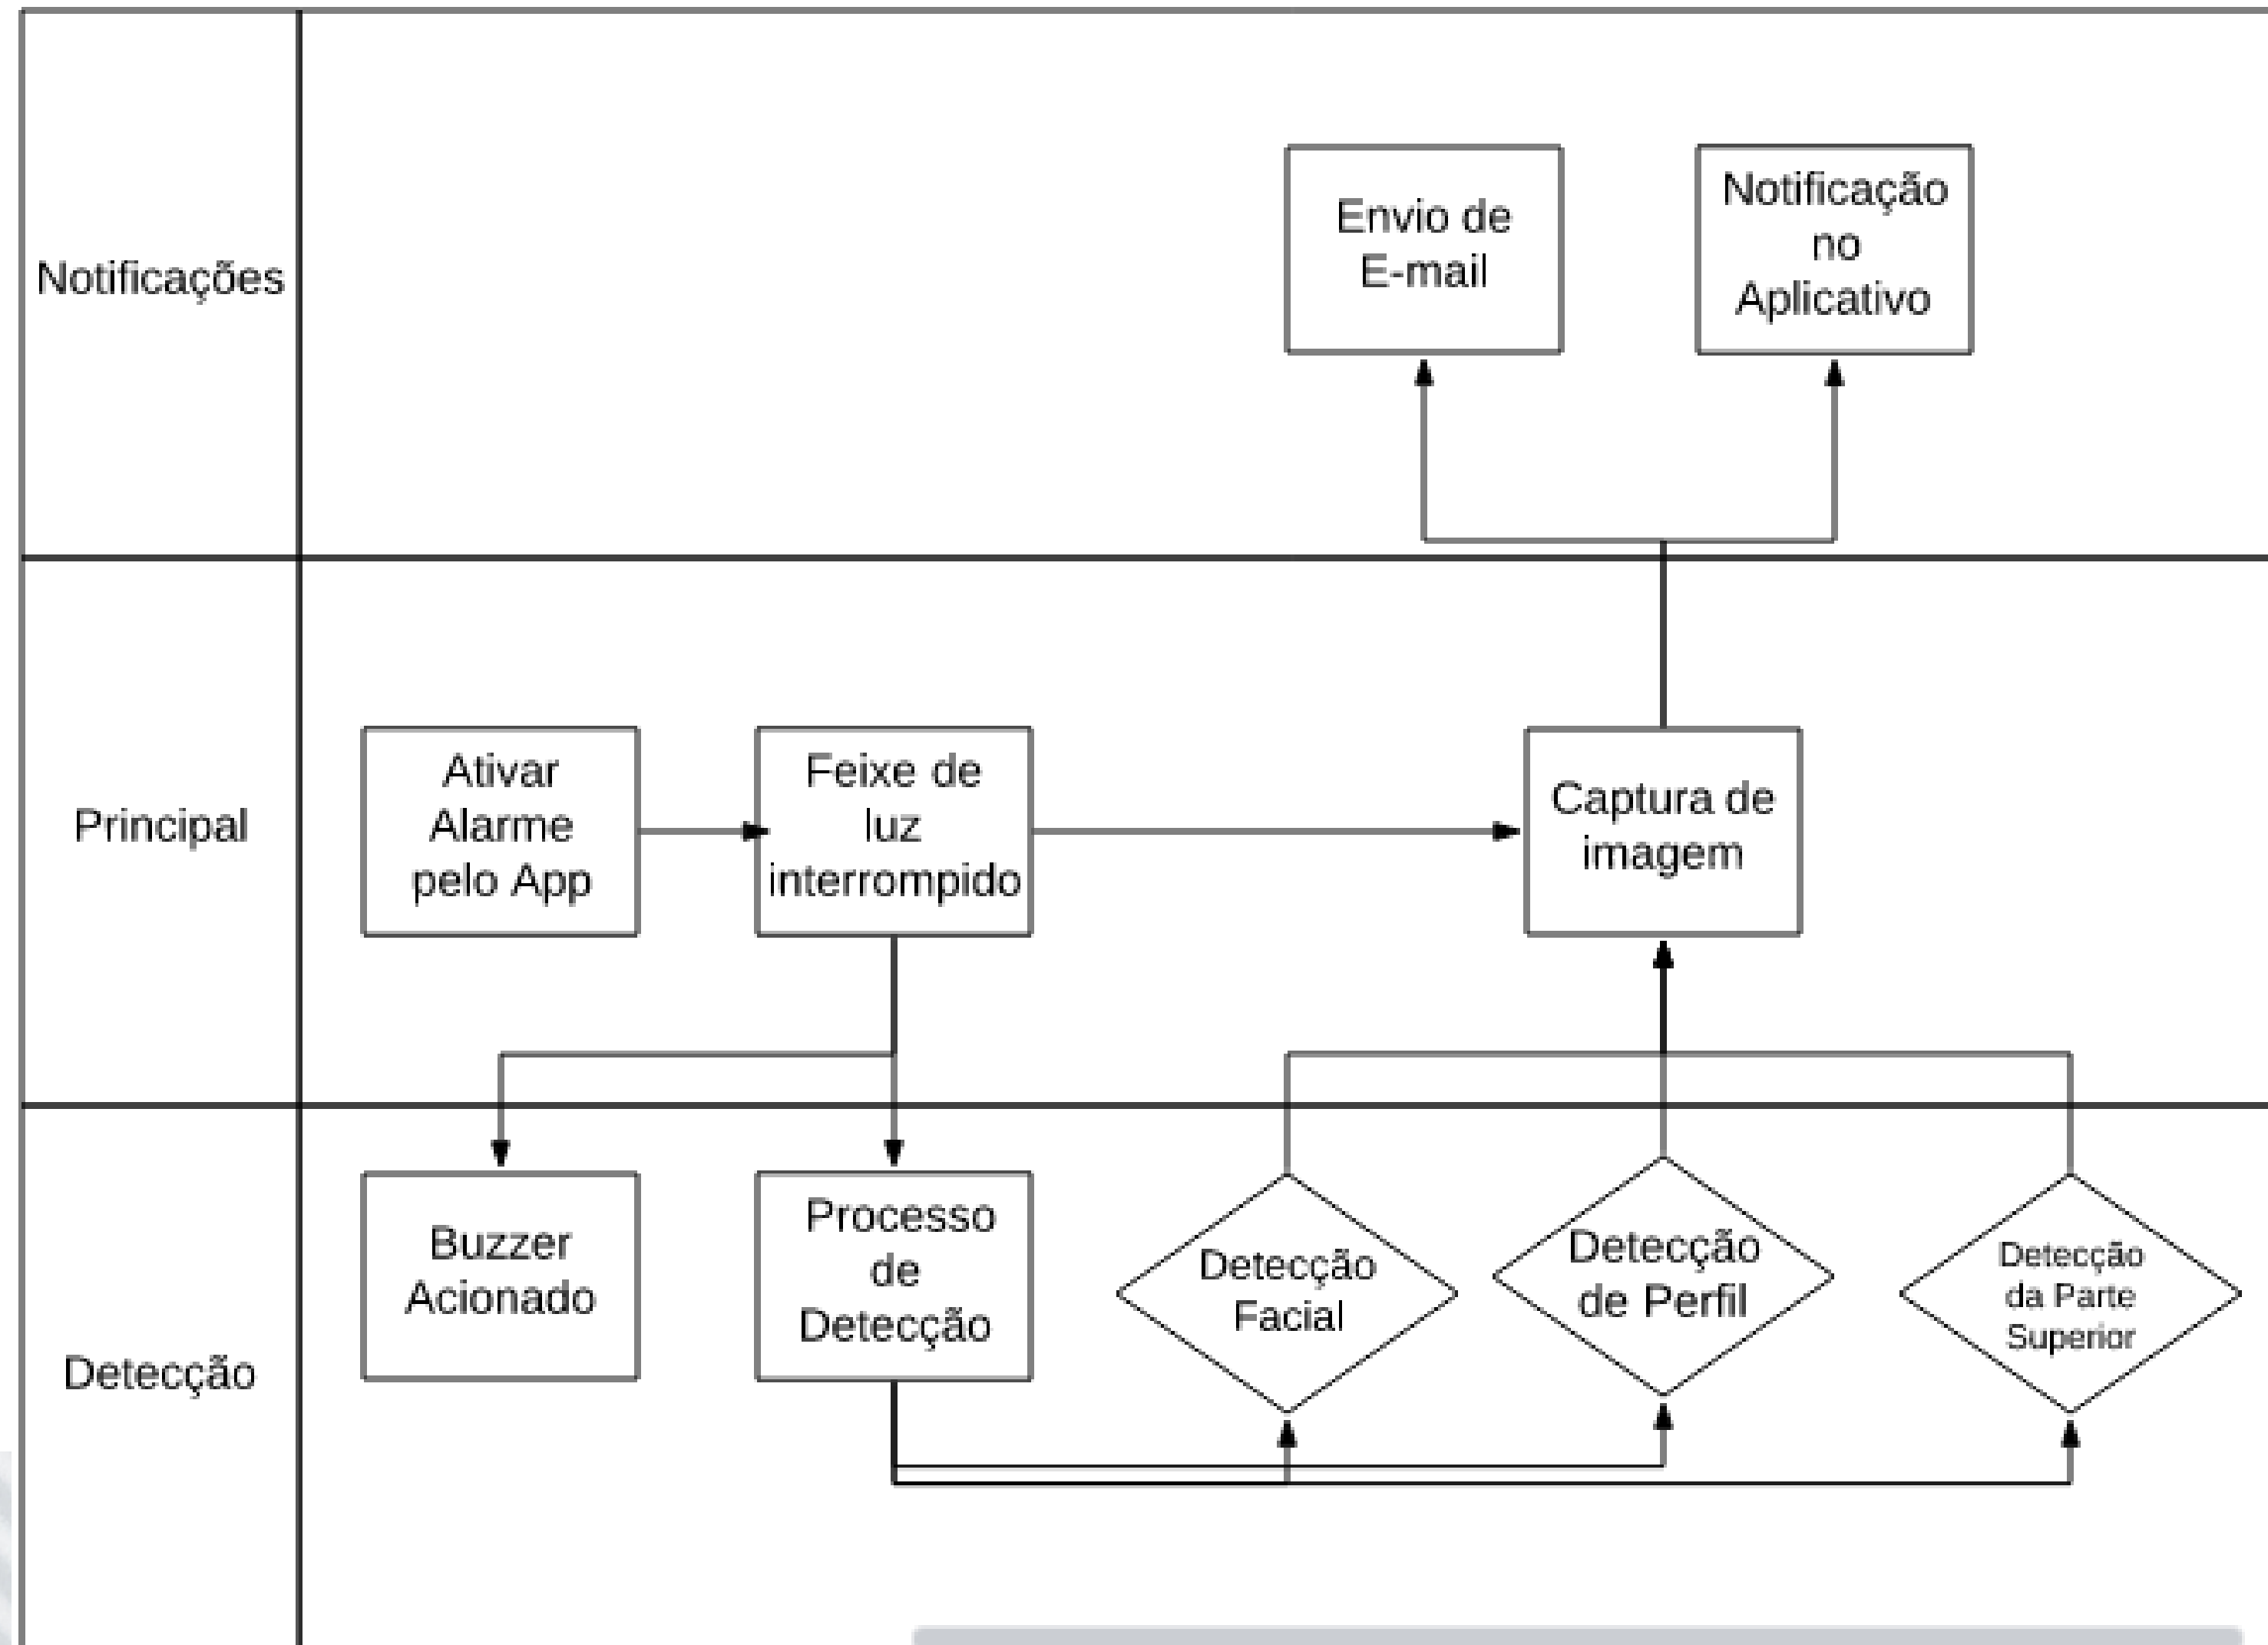 Notificações
Envio de
E-mail
Notificação
no
Aplicativo
Principal
Ativar
Alarme
pelo App
Feixe de
luz
interrompido
Captura de
imagem
Detecção
Buzzer
Acionado
Processo
de
Detecção
Detecção
Facial
Detecção
de Perfil
Detecção
da Parte
Superior